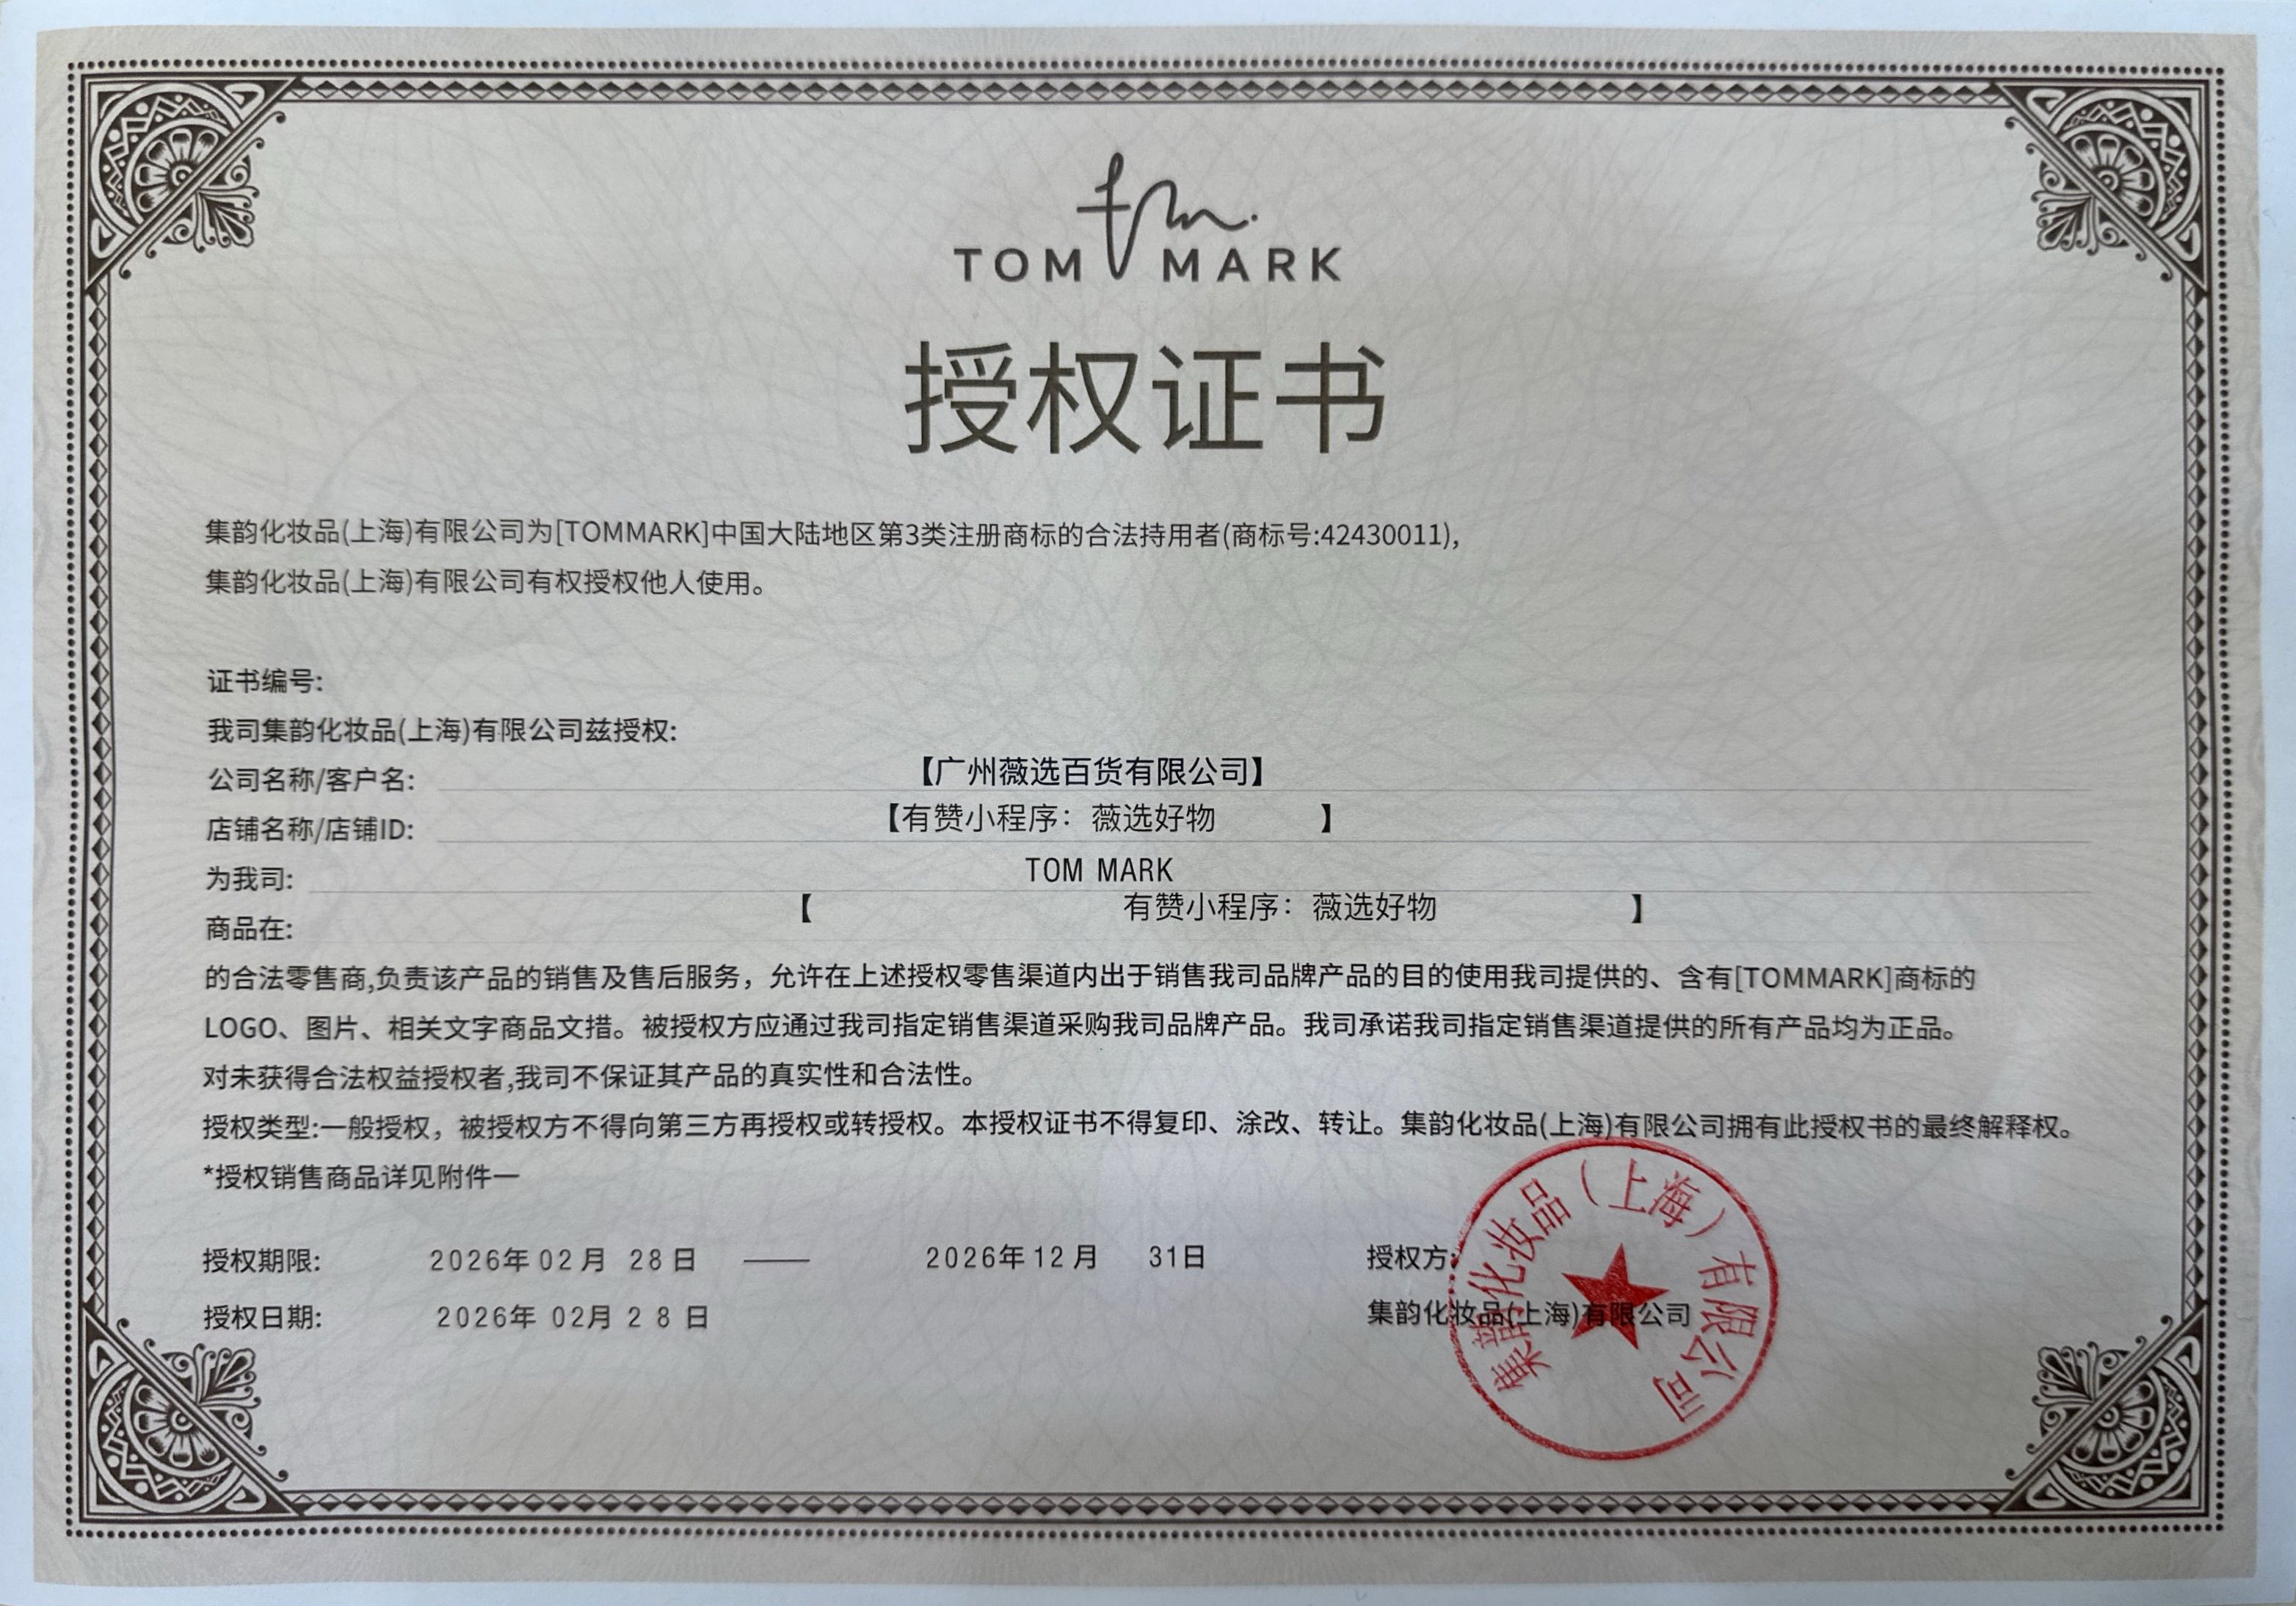 tm.
TOM MARK
授权证书
集韵化妆品(上海)有限公司为[TOMMARK]中国大陆地区第3类注册商标的合法持用者(商标号:42430011),
集韵化妆品(上海)有限公司有权授权他人使用。
证书编号:
我司集韵化妆品(上海)有限公司兹授权:
公司名称/客户名: 【广州薇选百货有限公司】
店铺名称/店铺ID: 【有赞小程序：薇选好物 】
为我司: TOM MARK
商品在: 【 有赞小程序：薇选好物 】
的合法零售商,负责该产品的销售及售后服务，允许在上述授权零售渠道内出于销售我司品牌产品的目的使用我司提供的、含有[TOMMARK]商标的
LOGO、图片、相关文字商品文措。被授权方应通过我司指定销售渠道采购我司品牌产品。我司承诺我司指定销售渠道提供的所有产品均为正品。
对未获得合法权益授权者,我司不保证其产品的真实性和合法性。
授权类型:一般授权，被授权方不得向第三方再授权或转授权。本授权证书不得复印、涂改、转让。集韵化妆品(上海)有限公司拥有此授权书的最终解释权。
*授权销售商品详见附件一
授权期限: 2026年 02月 28日 —— 2026年12月 31日 授权方:
授权日期: 2026年 02月 2 8 日 集韵化妆品(上海)有限公司
集韵化妆品（上海）有限公司